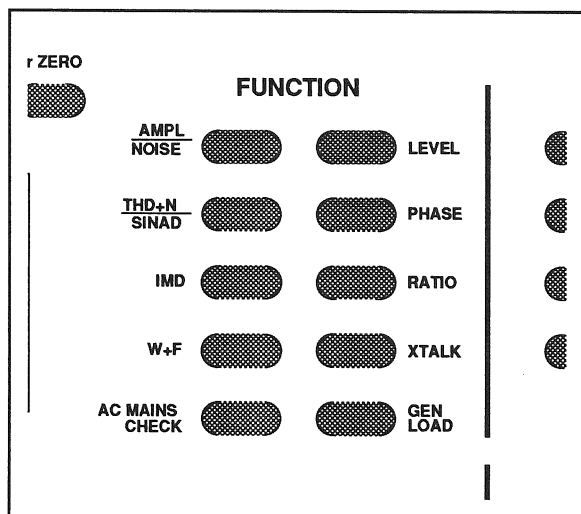 r ZERO
FUNCTION
AMPL
NOISE
LEVEL
THD+N
SINAD
PHASE
IMD
RATIO
W+F
XTALK
AC MAINS
CHECK
GEN
LOAD